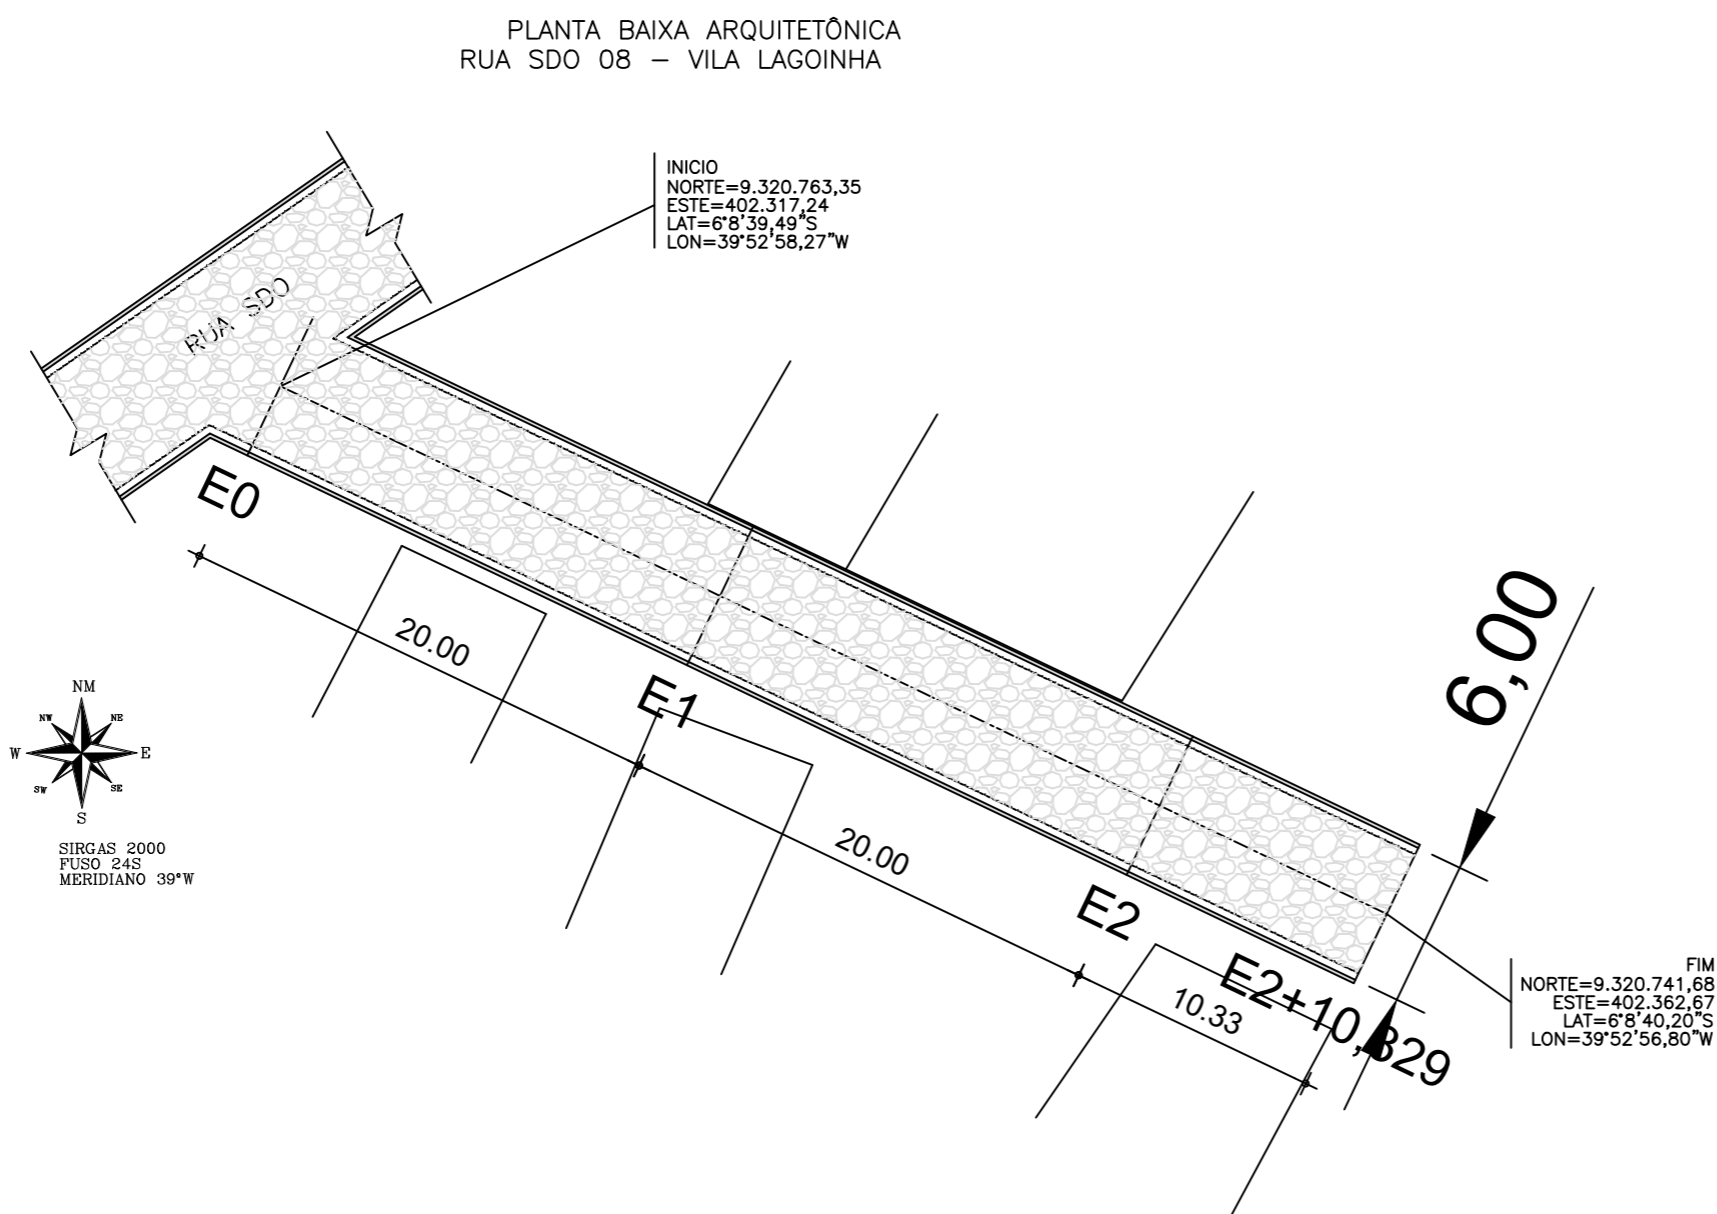 PLANTA BAIXA ARQUITETÔNICA
RUA SDO 08 – VILA LAGOINHA
INICIO
NORTE=9.320.763,35
ESTE=402.317,24
LAT=6°8'39,49"S
LON=39°52'58,27"W
RUA SDO
E0
20.00
E1
20.00
E2
10.33
E2+10,329
6,00
NM
NW
NE
W
E
SW
SE
S
SIRGAS 2000
FUSO 24S
MERIDIANO 39°W
FIM
NORTE=9.320.741,68
ESTE=402.362,67
LAT=6°8'40,20"S
LON=39°52'56,80"W